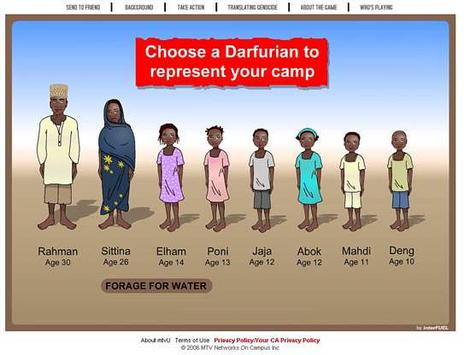 SEND TO FRIEND | BACKGROUND | TAKE ACTION | TRANSLATING GENOCIDE | ABOUT THE GAME | WHO'S PLAYING
Choose a Darfurian to
represent your camp
Rahman Sittina Elham Poni Jaja Abok Mahdi Deng
Age 30 Age 26 Age 14 Age 13 Age 12 Age 12 Age 11 Age 10
FORAGE FOR WATER
by interFUEL
About mtvU Terms of Use Privacy Policy/Your CA Privacy Policy
© 2006 MTV Networks On Campus Inc